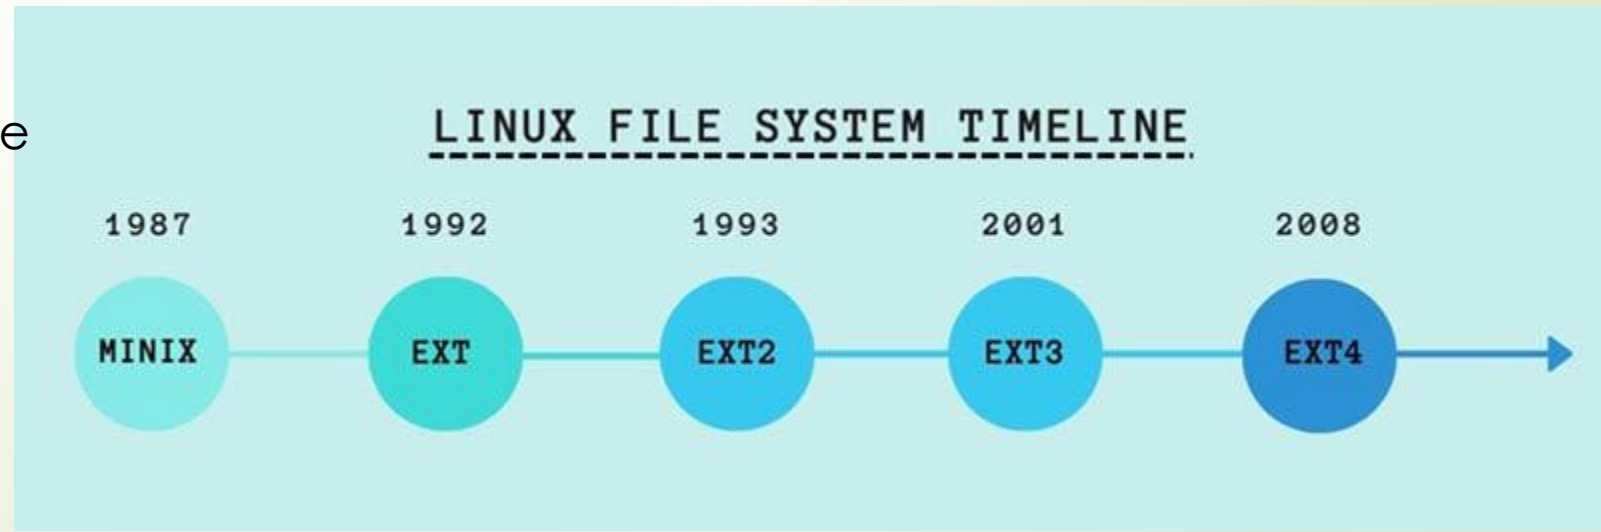 e
LINUX FILE SYSTEM TIMELINE
1987 1992 1993 2001 2008
MINIX EXT EXT2 EXT3 EXT4